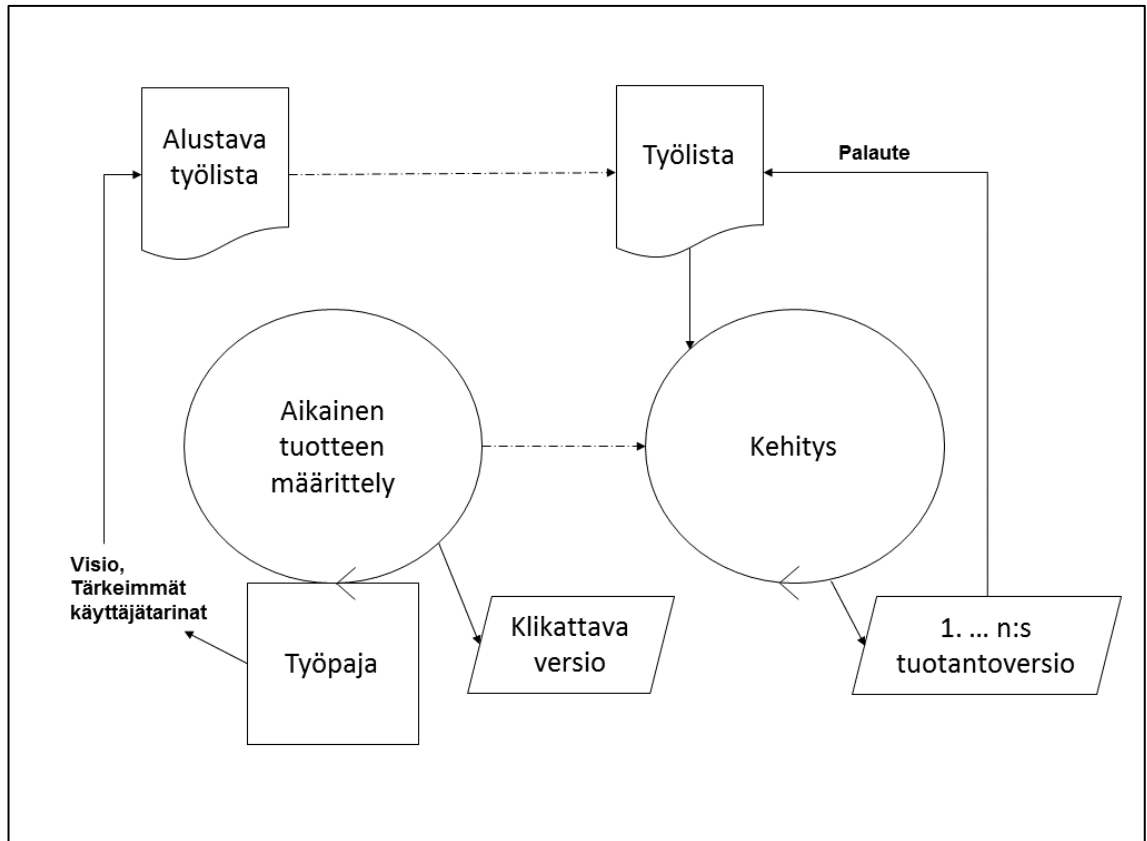 Alustava
työlista
Työlista
Palaute
Aikainen
tuotteen
määrittely
Kehitys
Visio,
Tärkeimmät
käyttäjätarinat
Työpaja
Klikattava
versio
1. ... n:s
tuotantoversio